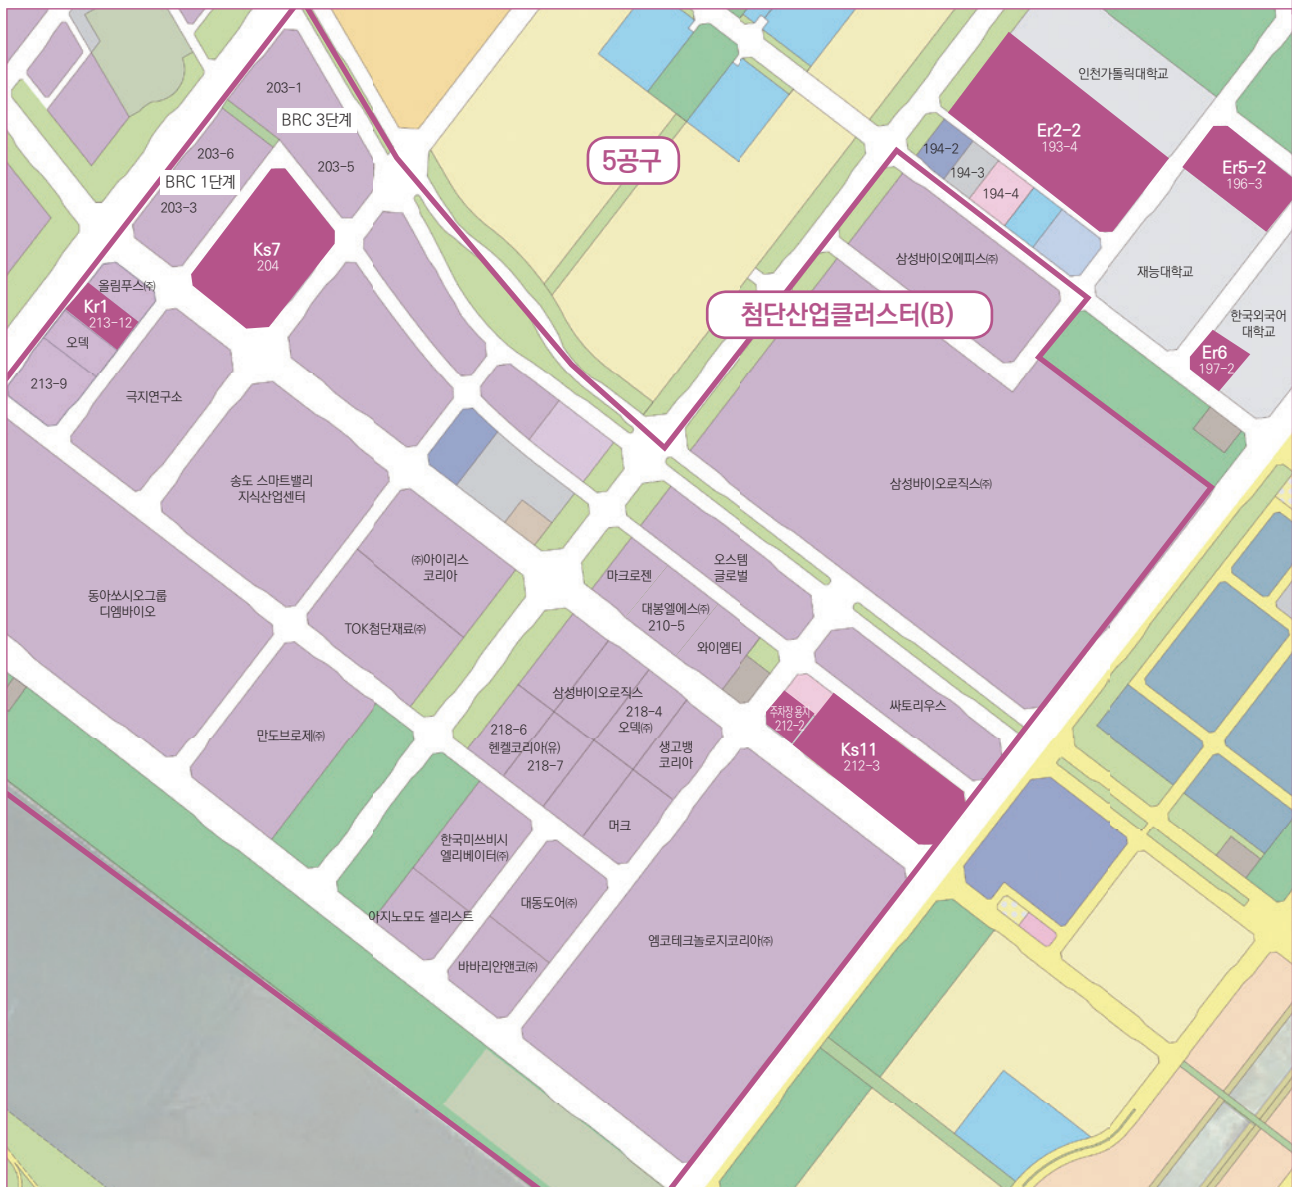 203-1
BRC 3단계
203-6
203-5
BRC 1단계
203-3
Ks7
204
올림푸스㈜
Kr1
213-12
오덱
213-9
극지연구소
5공구
인천가톨릭대학교
Er2-2
193-4
194-2
194-3
194-4
Er5-2
196-3
삼성바이오에피스㈜
재능대학교
첨단산업클러스터(B)
한국외국어
대학교
Er6
197-2
송도 스마트밸리
지식산업센터
삼성바이오로직스㈜
㈜아이리스
코리아
오스템
글로벌
마크로젠
동아쏘시오그룹
디엠바이오
대봉엘에스㈜
210-5
TOK첨단재료㈜
와이엠티
삼성바이오로직스
218-4
오덱㈜
싸토리우스
주차장 용지
212-2
218-6
헨켈코리아(유)
218-7
만도브로제㈜
생고뱅
코리아
Ks11
212-3
머크
한국미쓰비시
엘리베이터㈜
대동도어㈜
아지노모도 셀리스트
엠코테크놀로지코리아㈜
바바리안앤코㈜